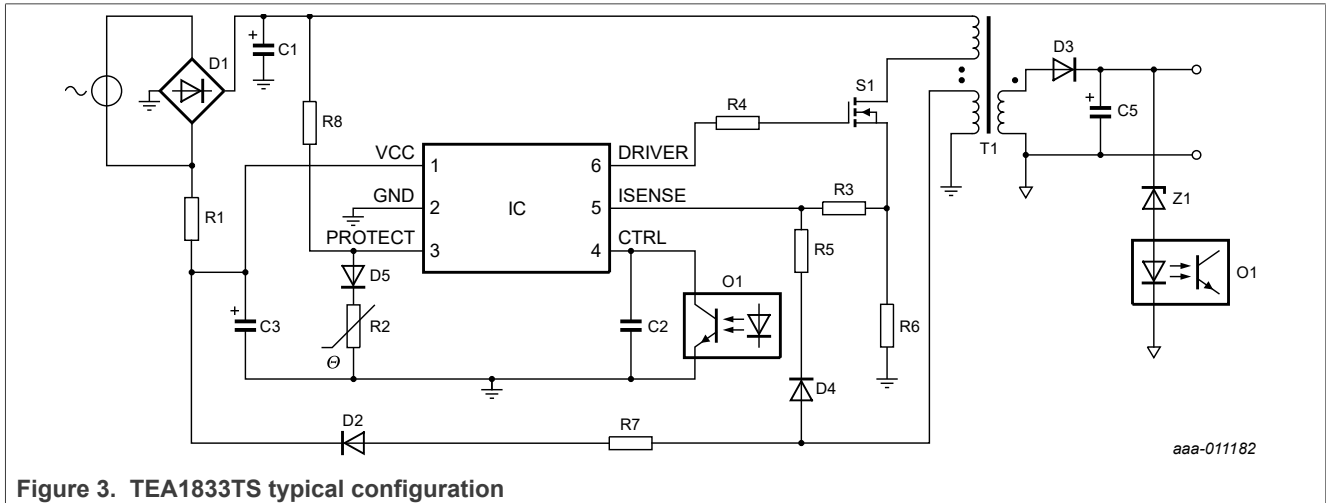 D1
+
C1
~
R8
R1
VCC
GND
PROTECT
1
2
3
IC
6
5
4
DRIVER
ISENSE
CTRL
R4
S1
R3
R5
R6
T1
D3
+
C5
Z1
O1
D5
R2
Θ
+
C3
C2
O1
D4
D2
R7
aaa-011182
Figure 3. TEA1833TS typical configuration